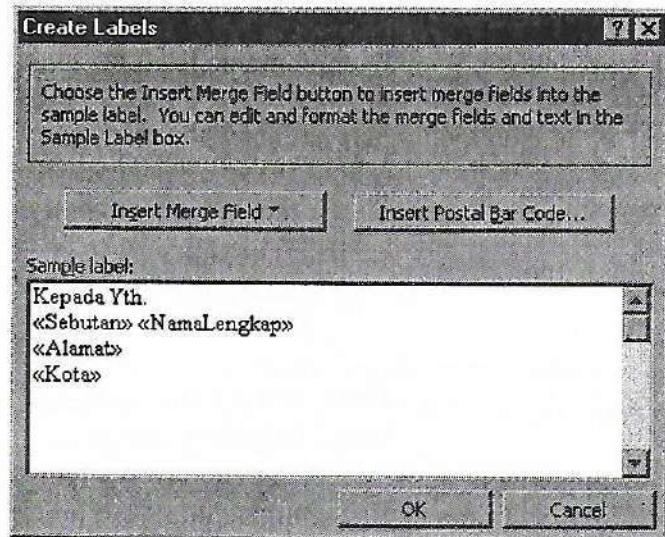 Create Labels
Choose the Insert Merge Field button to insert merge fields into the
sample label. You can edit and format the merge fields and text in the
Sample Label box.
Insert Merge Field
Insert Postal Bar Code...
Sample label:
Kepada Yth.
«Sebutan» «NamaLengkap»
«Alamat»
«Kota»
OK
Cancel